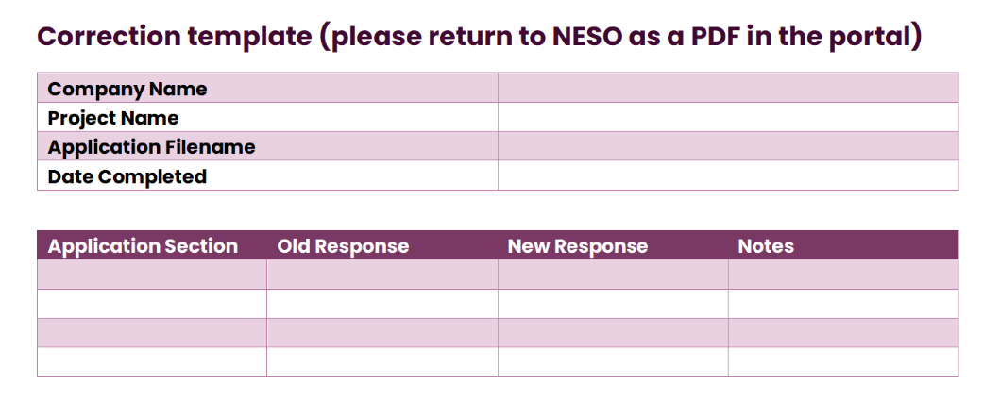 Correction template (please return to NESO as a PDF in the portal)
Company Name
Project Name
Application Filename
Date Completed
Application Section Old Response New Response Notes